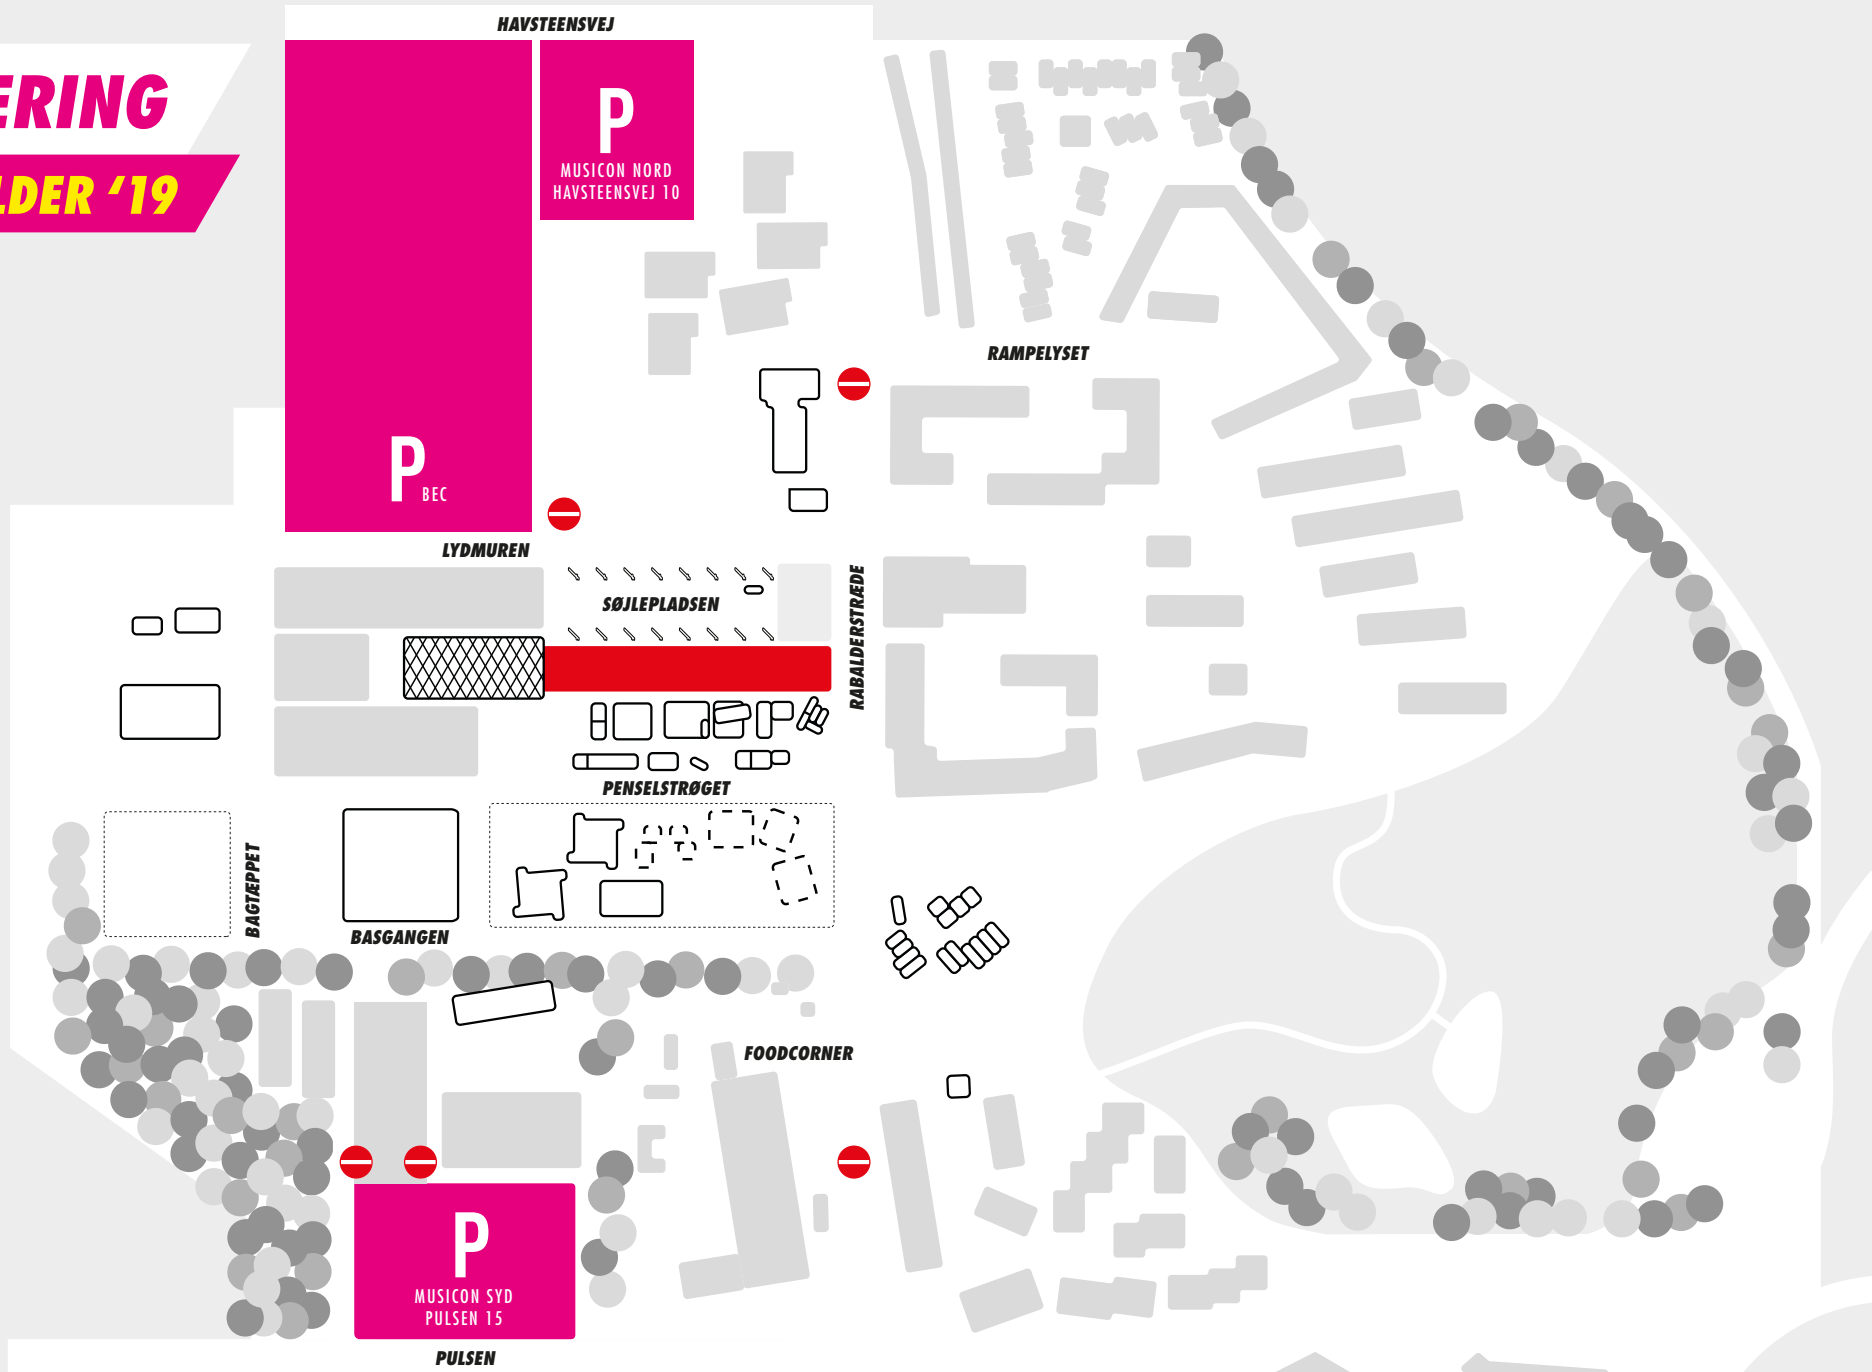 HAVSTEENSVEJ
ERING
LDER ‘19
P
MUSICON NORD
HAVSTEENSVEJ 10
RAMPELYSET
P BEC
LYDMUREN
SØJLEPLADSEN
RABALDERSTRÆDE
PENSELSTRØGET
BAGTÆPPET
BASGANGEN
FOODCORNER
P
MUSICON SYD
PULSEN 15
PULSEN